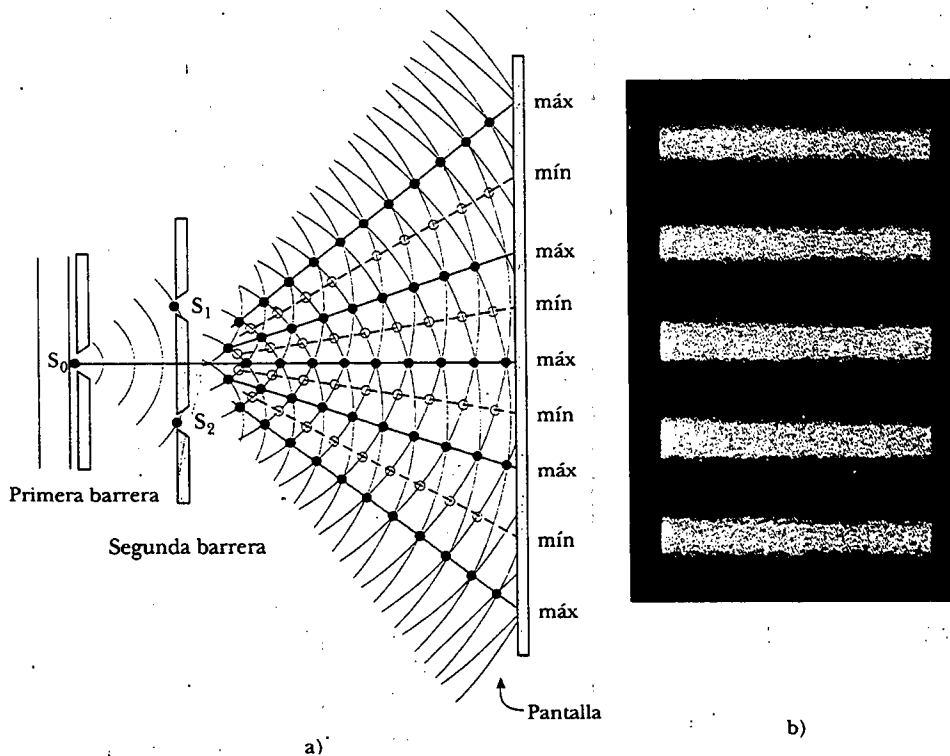 máx
mín
máx
S₁
mín
S₀
máx
mín
S₂
máx
Primera barrera
mín
Segunda barrera
máx
Pantalla
a)
b)